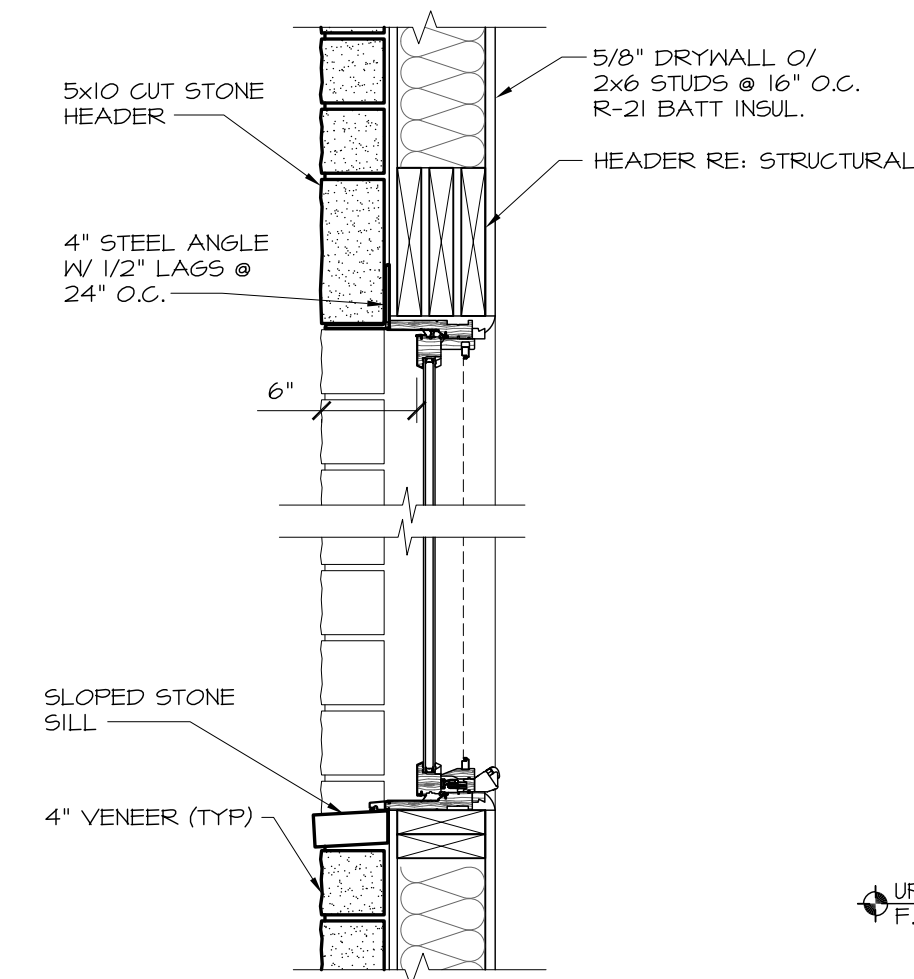 5x10 CUT STONE
HEADER
4" STEEL ANGLE
W/ 1/2" LAGS @
24" O.C.
5/8" DRYWALL O/
2x6 STUDS @ 16" O.C.
R-21 BATT INSUL.
HEADER RE: STRUCTURAL
6"
SLOPED STONE
SILL
4" VENEER (TYP)
F.